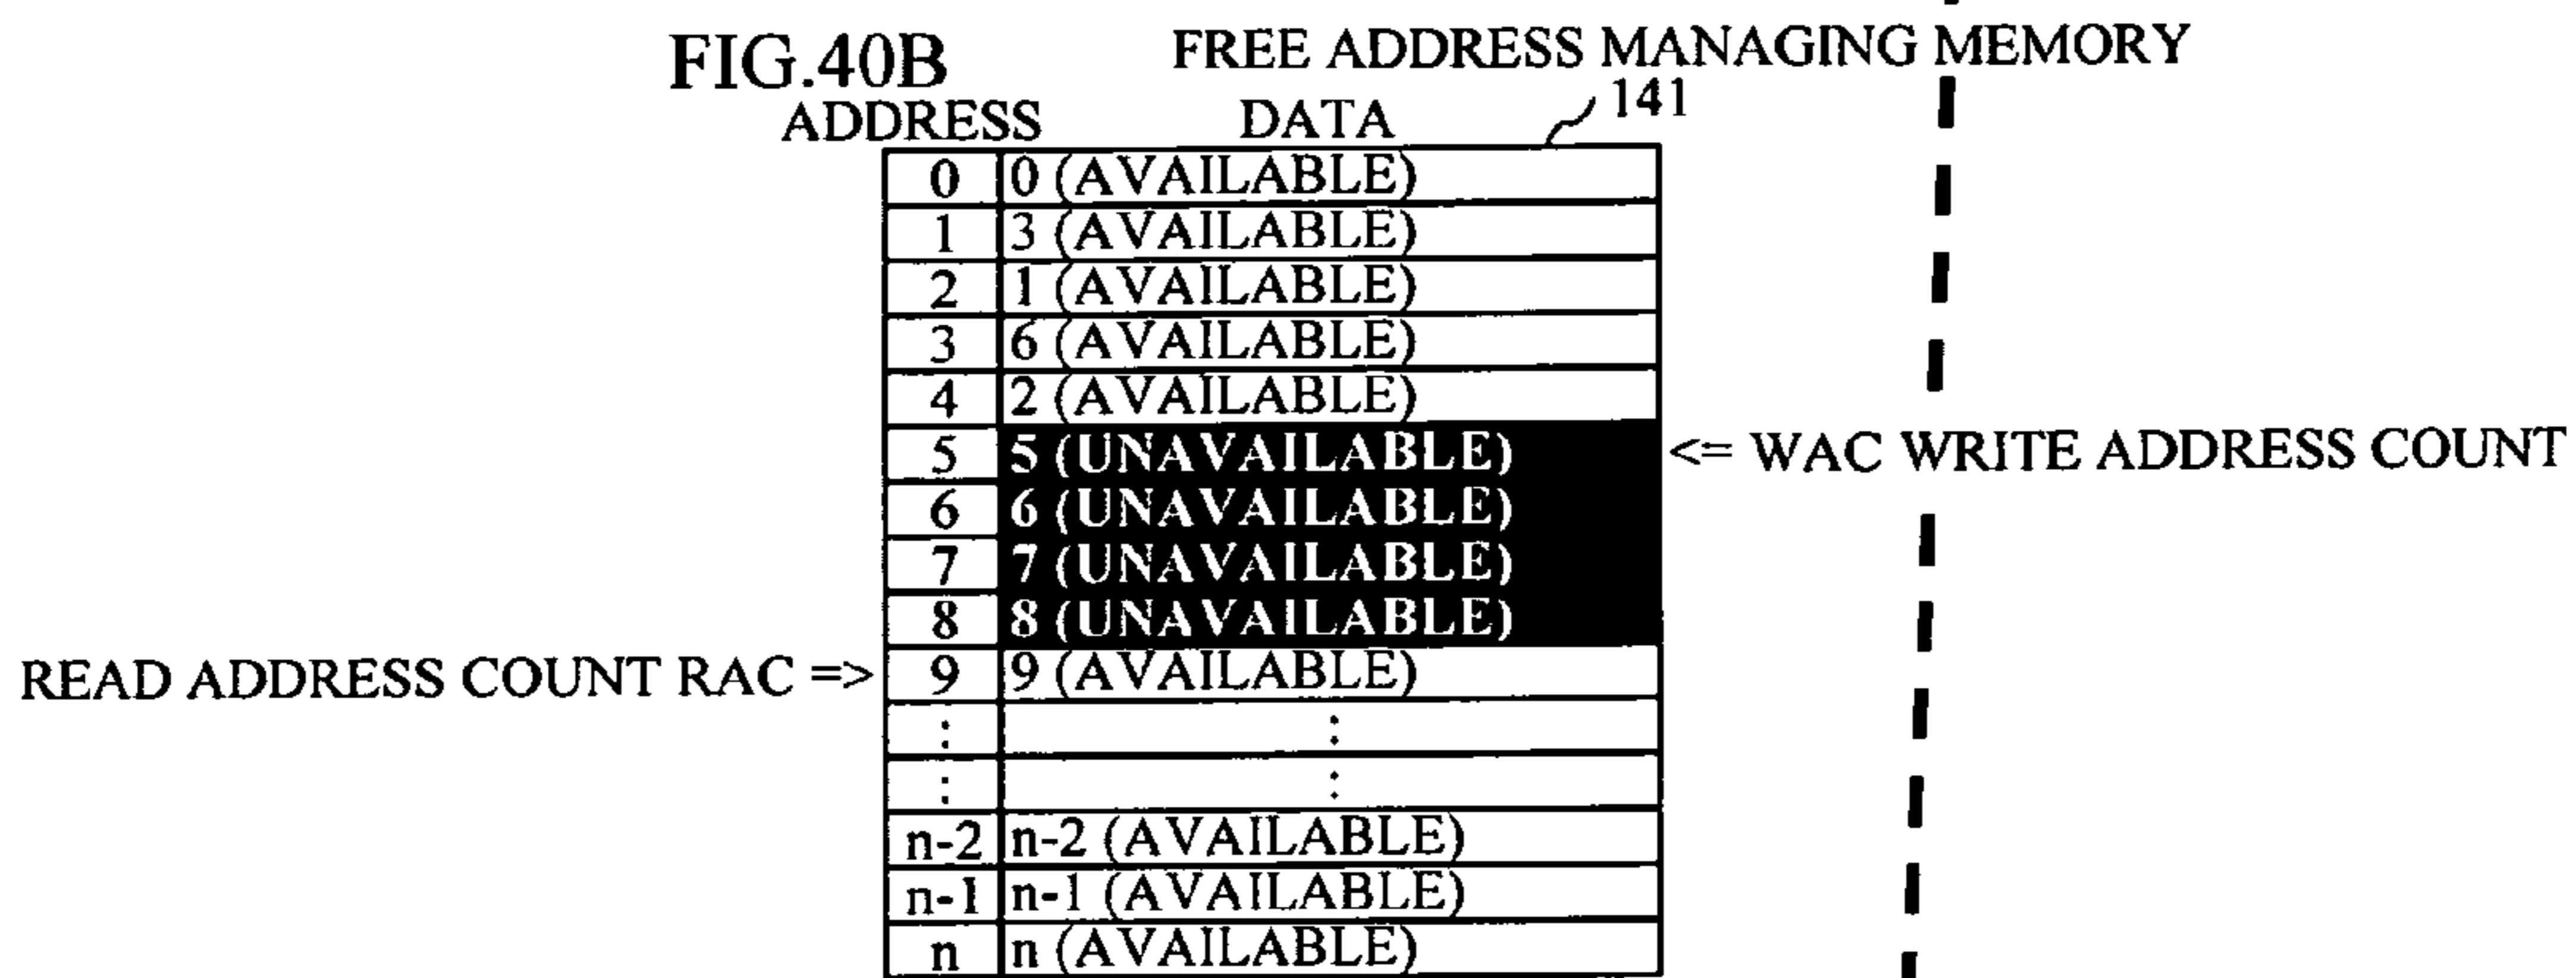 FIG.40B
FREE ADDRESS MANAGING MEMORY
141
ADDRESS DATA
0 0 (AVAILABLE)
1 3 (AVAILABLE)
2 1 (AVAILABLE)
3 6 (AVAILABLE)
4 2 (AVAILABLE)
5 5 (UNAVAILABLE) <= WAC WRITE ADDRESS COUNT
6 6 (UNAVAILABLE)
7 7 (UNAVAILABLE)
8 8 (UNAVAILABLE)
READ ADDRESS COUNT RAC => 9 9 (AVAILABLE)
: :
: :
n-2 n-2 (AVAILABLE)
n-1 n-1 (AVAILABLE)
n n (AVAILABLE)